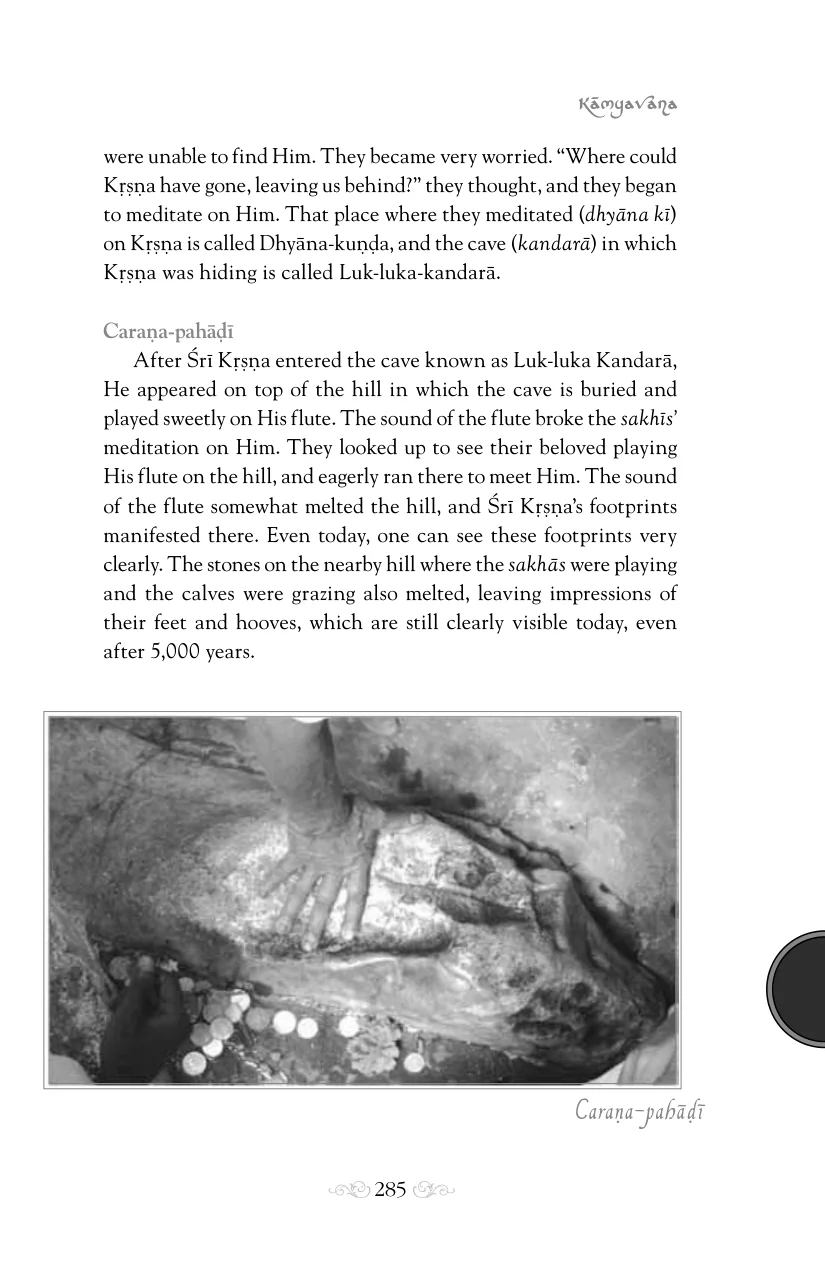 Kāmyavāṇa
were unable to find Him. They became very worried. “Where could
Kṛṣṇa have gone, leaving us behind?” they thought, and they began
to meditate on Him. That place where they meditated (dhyāna kī)
on Kṛṣṇa is called Dhyāna-kuṇḍa, and the cave (kandarā) in which
Kṛṣṇa was hiding is called Luk-luka-kandarā.
Caraṇa-pahāḍī
After Śrī Kṛṣṇa entered the cave known as Luk-luka Kandarā,
He appeared on top of the hill in which the cave is buried and
played sweetly on His flute. The sound of the flute broke the sakhīs’
meditation on Him. They looked up to see their beloved playing
His flute on the hill, and eagerly ran there to meet Him. The sound
of the flute somewhat melted the hill, and Śrī Kṛṣṇa’s footprints
manifested there. Even today, one can see these footprints very
clearly. The stones on the nearby hill where the sakhās were playing
and the calves were grazing also melted, leaving impressions of
their feet and hooves, which are still clearly visible today, even
after 5,000 years.
Caraṇa-pahāḍī
285